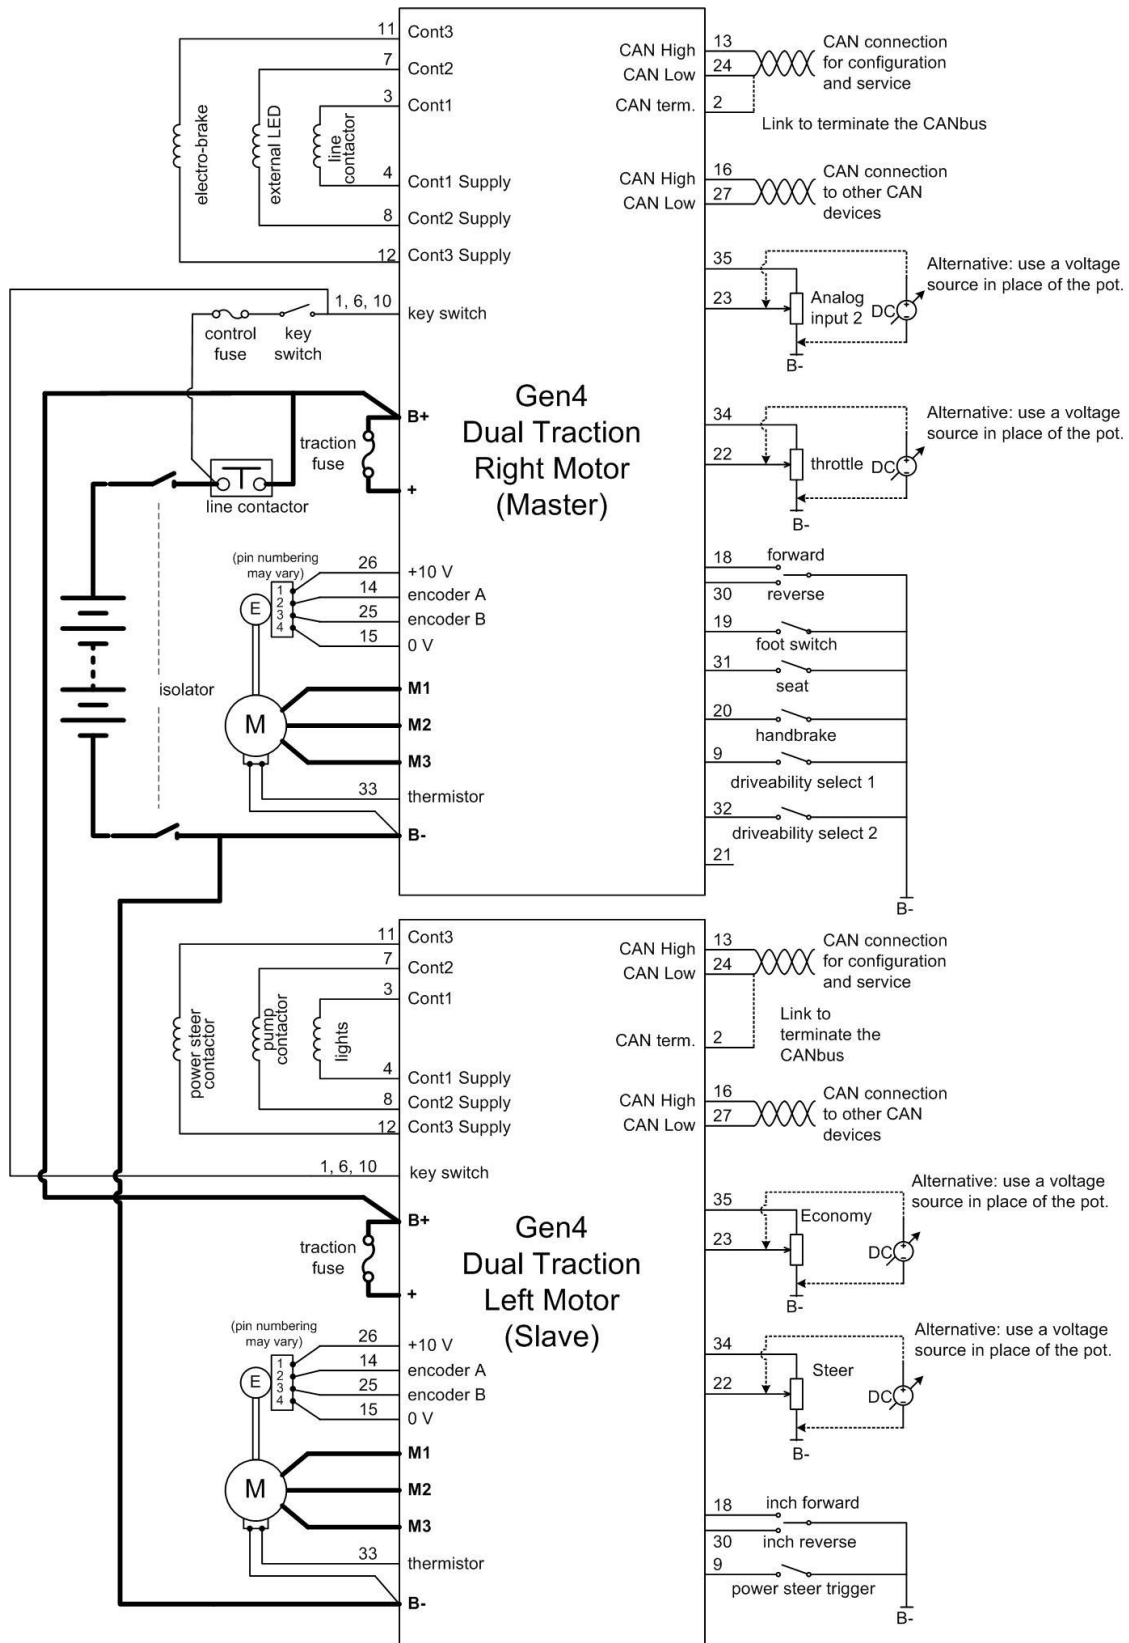 11 Cont3
7 Cont2
3 Cont1
electro-brake
external LED
line
contactor
4 Cont1 Supply
8 Cont2 Supply
12 Cont3 Supply
1, 6, 10 key switch
control
fuse
key
switch
B+
traction
fuse
+
line contactor
(pin numbering
may vary)
26 +10 V
14 encoder A
25 encoder B
15 0 V
E
1
2
3
4
isolator
M
M1
M2
M3
33 thermistor
B-
Gen4
Dual Traction
Right Motor
(Master)
CAN High 13
CAN Low 24
CAN term. 2
CAN connection
for configuration
and service
Link to terminate the CANbus
CAN High 16
CAN Low 27
CAN connection
to other CAN
devices
35
23
Analog
input 2
DC
B-
Alternative: use a voltage
source in place of the pot.
34
22
throttle
DC
B-
Alternative: use a voltage
source in place of the pot.
18 forward
30 reverse
19 foot switch
31 seat
20 handbrake
9 driveability select 1
32 driveability select 2
21
B-
11 Cont3
7 Cont2
3 Cont1
power steer
contactor
pump
contactor
lights
4 Cont1 Supply
8 Cont2 Supply
12 Cont3 Supply
1, 6, 10 key switch
B+
traction
fuse
+
(pin numbering
may vary)
26 +10 V
14 encoder A
25 encoder B
15 0 V
E
1
2
3
4
M
M1
M2
M3
33 thermistor
B-
Gen4
Dual Traction
Left Motor
(Slave)
CAN High 13
CAN Low 24
CAN term. 2
CAN connection
for configuration
and service
Link to
terminate the
CANbus
CAN High 16
CAN Low 27
CAN connection
to other CAN
devices
35
23
Economy
DC
B-
Alternative: use a voltage
source in place of the pot.
34
22
Steer
DC
B-
Alternative: use a voltage
source in place of the pot.
18 inch forward
30 inch reverse
9 power steer trigger
B-